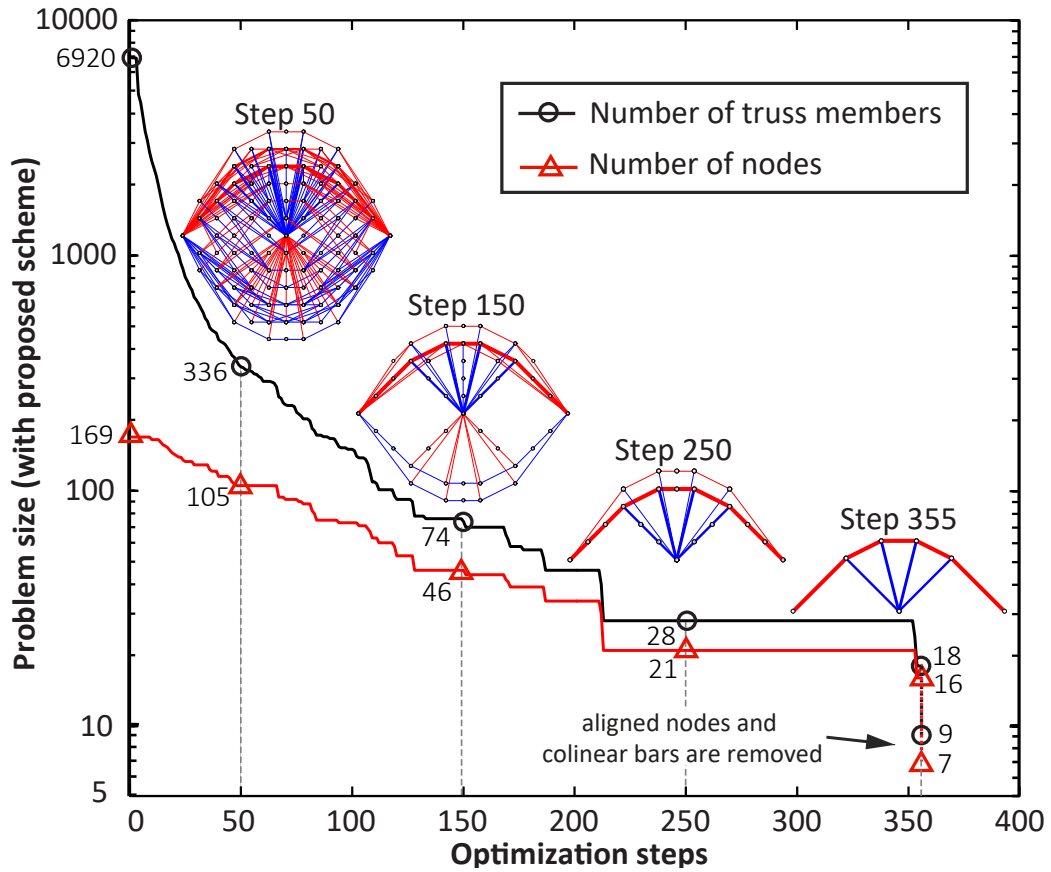 Problem size (with proposed scheme)
10000
1000
100
10
5
6920
336
169
105
74
46
28
21
18
16
9
7
Number of truss members
Number of nodes
Step 50
Step 150
Step 250
Step 355
aligned nodes and
colinear bars are removed
0
50
100
150
200
250
300
350
400
Optimization steps